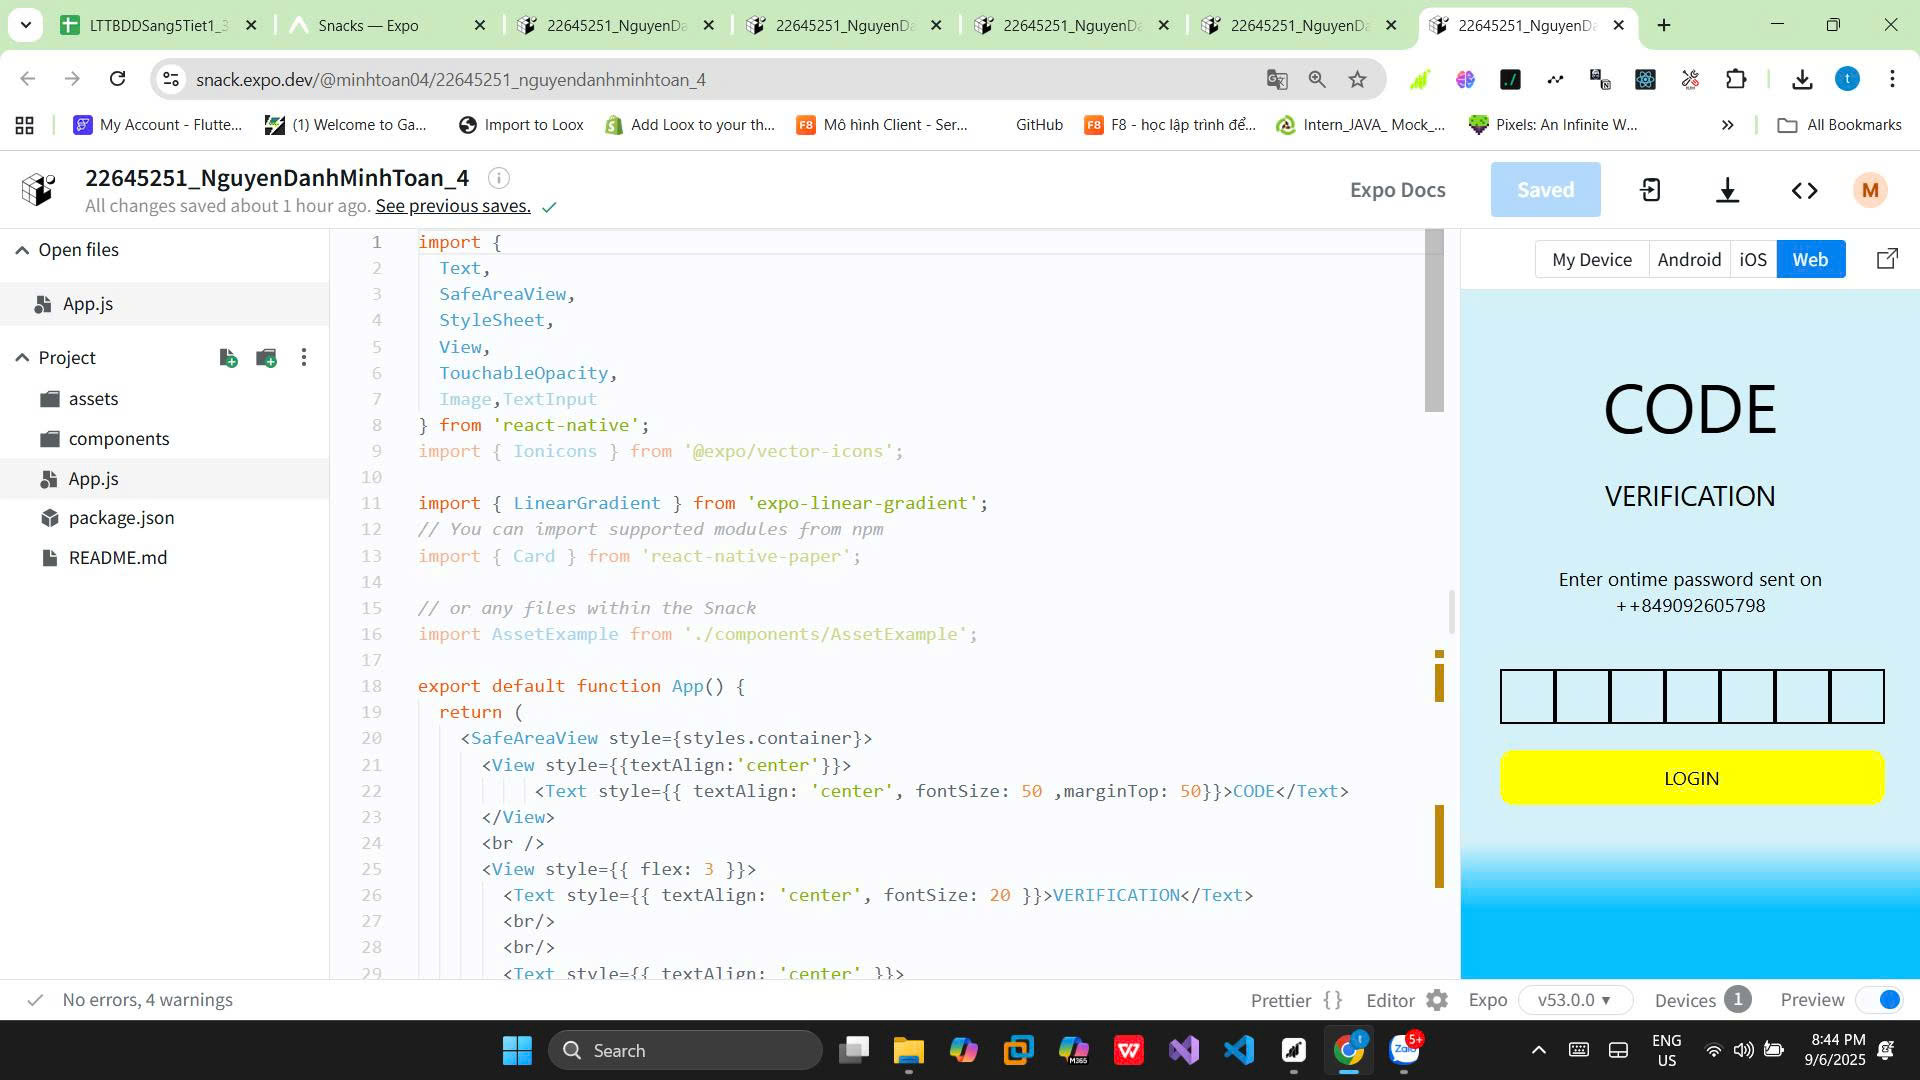 LTTBDDSang5Tiet1_3
Snacks — Expo
22645251_NguyenDa
22645251_NguyenDa
22645251_NguyenDa
22645251_NguyenDa
22645251_NguyenDa
snack.expo.dev/@minhtoan04/22645251_nguyendanhminhtoan_4
t
My Account - Flutte...
(1) Welcome to Ga...
Import to Loox
Add Loox to your th...
F8
Mô hình Client - Ser...
GitHub
F8
F8 - học lập trình để...
Intern_JAVA_ Mock_...
Pixels: An Infinite W...
All Bookmarks
22645251_NguyenDanhMinhToan_4
All changes saved about 1 hour ago. See previous saves.
Expo Docs
Saved
M
Open files
App.js
Project
assets
components
App.js
package.json
README.md
1 import {
2 Text,
3 SafeAreaView,
4 StyleSheet,
5 View,
6 TouchableOpacity,
7 Image,TextInput
8 } from 'react-native';
9 import { Ionicons } from '@expo/vector-icons';
10
11 import { LinearGradient } from 'expo-linear-gradient';
12 // You can import supported modules from npm
13 import { Card } from 'react-native-paper';
14
15 // or any files within the Snack
16 import AssetExample from './components/AssetExample';
17
18 export default function App() {
19 return (
20 <SafeAreaView style={styles.container}>
21 <View style={{textAlign:'center'}}>
22 <Text style={{ textAlign: 'center', fontSize: 50 ,marginTop: 50}}>CODE</Text>
23 </View>
24 <br />
25 <View style={{ flex: 3 }}>
26 <Text style={{ textAlign: 'center', fontSize: 20 }}>VERIFICATION</Text>
27 <br/>
28 <br/>
29 <Text style={{ textAlign: 'center' }}>
My Device
Android
iOS
Web
CODE
VERIFICATION
Enter ontime password sent on
++849092605798
LOGIN
No errors, 4 warnings
Prettier {}
Editor
Expo
v53.0.0
Devices 1
Preview
Search
M365
Zalo
5+
t
ENG
US
8:44 PM
9/6/2025